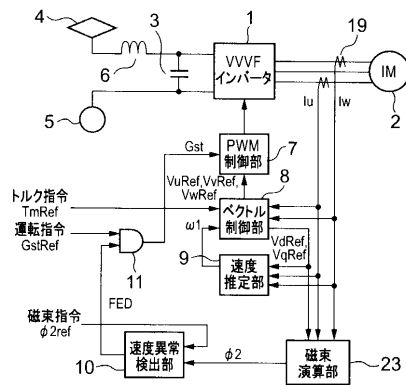 4
3
1
19
VVVF
インバータ
IM
6
Iu
Iw
2
5
Gst
PWM
制御部
7
VuRef,VvRef,
VwRef
8
トルク指令
TmRef
ベクトル
制御部
運転指令
GstRef
ω1
VdRef,
VqRef
11
9
速度
推定部
FED
磁束指令
φ2ref
速度異常
検出部
10
φ2
磁束
演算部
23